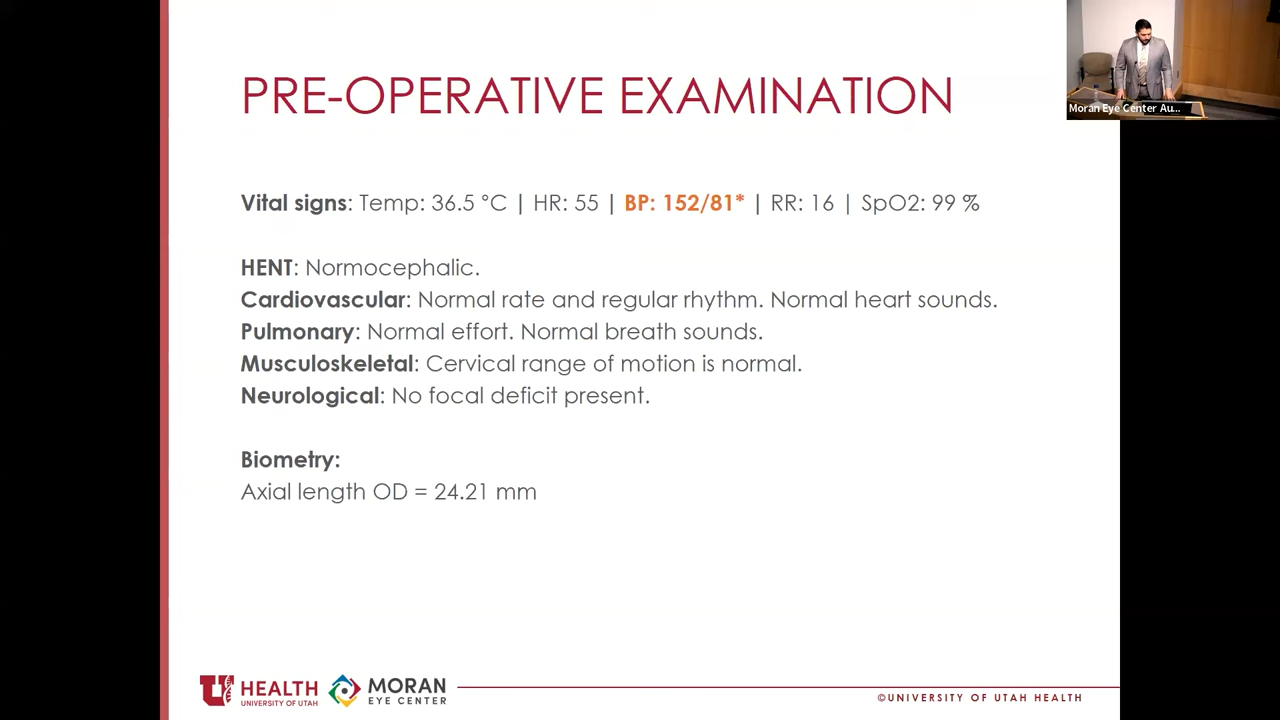 PRE-OPERATIVE EXAMINATION
Moran Eye Center Au...
Vital signs: Temp: 36.5 °C | HR: 55 | BP: 152/81* | RR: 16 | SpO2: 99 %
HENT: Normocephalic.
Cardiovascular: Normal rate and regular rhythm. Normal heart sounds.
Pulmonary: Normal effort. Normal breath sounds.
Musculoskeletal: Cervical range of motion is normal.
Neurological: No focal deficit present.
Biometry:
Axial length OD = 24.21 mm
U HEALTH
UNIVERSITY OF UTAH
MORAN
EYE CENTER
©UNIVERSITY OF UTAH HEALTH